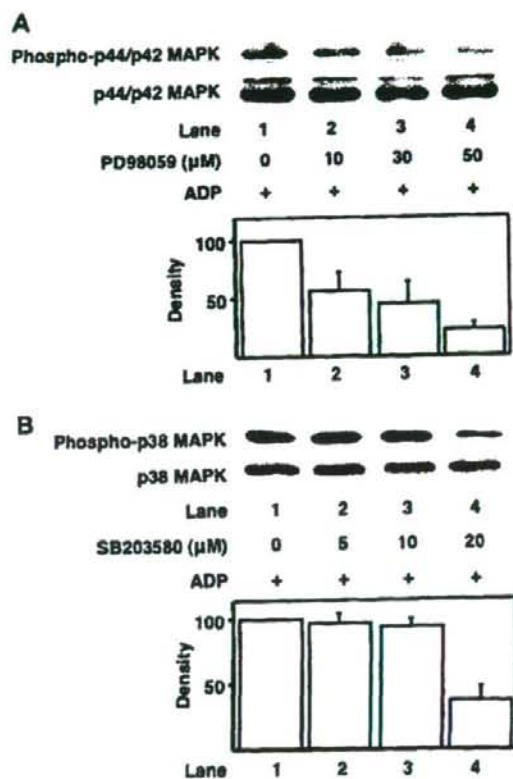 A
Phospho-p44/p42 MAPK
p44/p42 MAPK
Lane 1 2 3 4
PD98059 (µM) 0 10 30 50
ADP + + + +
100
50
Density
Lane 1 2 3 4
B
Phospho-p38 MAPK
p38 MAPK
Lane 1 2 3 4
SB203580 (µM) 0 5 10 20
ADP + + + +
100
50
Density
Lane 1 2 3 4